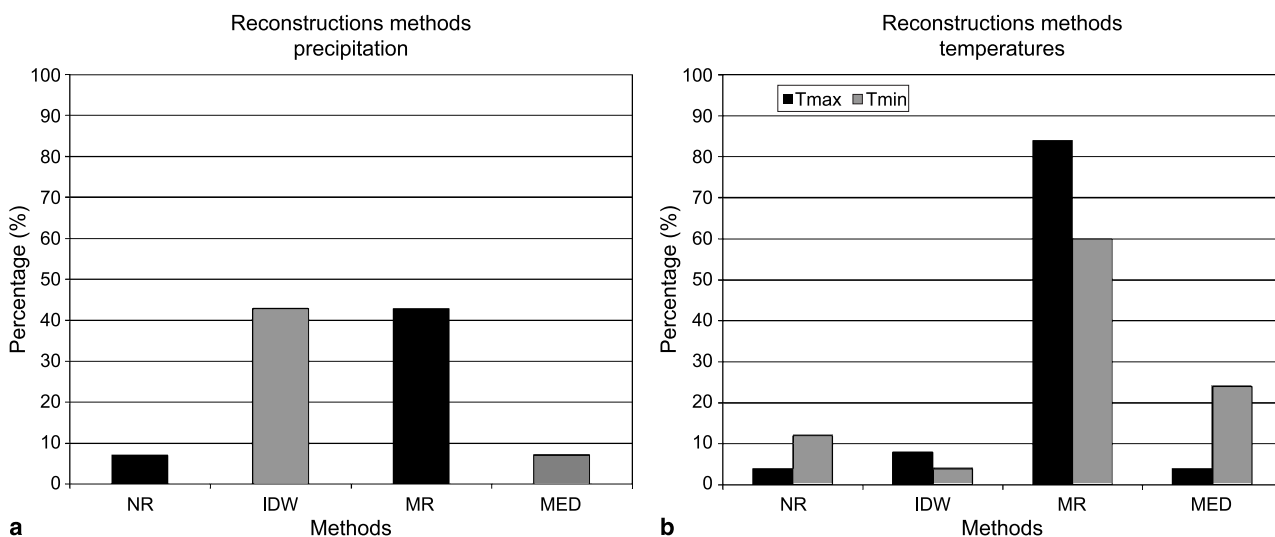 Reconstructions methods
precipitation
100
90
80
70
60
50
40
30
20
10
0
Percentage (%)
NR IDW MR MED
Methods
a
Reconstructions methods
temperatures
Tmax Tmin
100
90
80
70
60
50
40
30
20
10
0
Percentage (%)
NR IDW MR MED
Methods
b